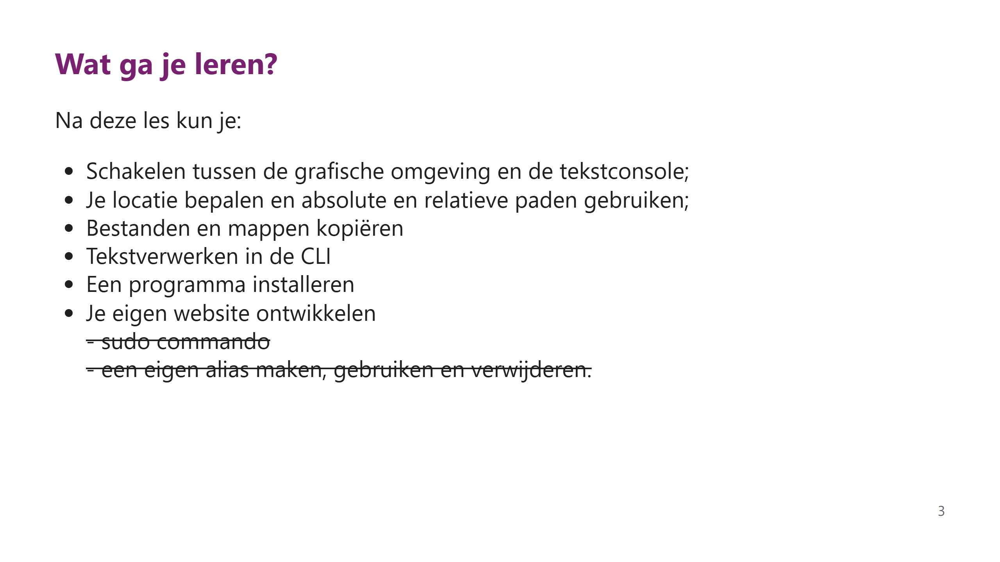 Wat ga je leren?
Na deze les kun je:
• Schakelen tussen de grafische omgeving en de tekstconsole;
• Je locatie bepalen en absolute en relatieve paden gebruiken;
• Bestanden en mappen kopiëren
• Tekstverwerken in de CLI
• Een programma installeren
• Je eigen website ontwikkelen
- sudo commando
- een eigen alias maken, gebruiken en verwijderen.
3